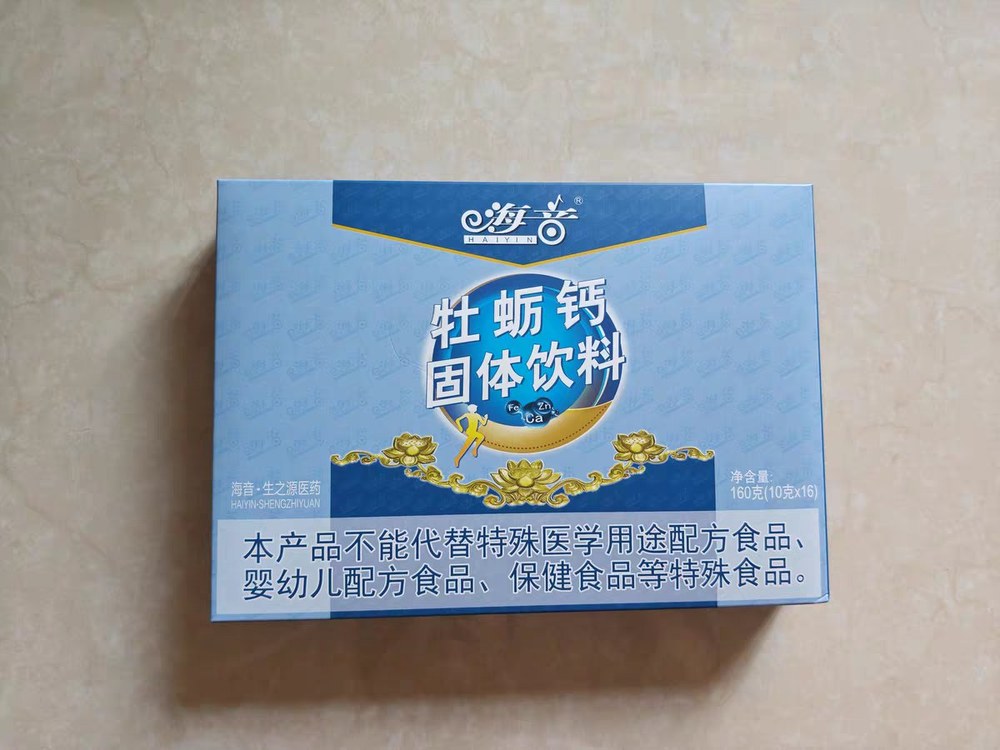 海音®
HAIYIN
牡蛎钙
固体饮料
Fe Zn
Ca
海音·生之源医药
HAIYIN·SHENGZHIYUAN
净含量:
160克(10克x16)
本产品不能代替特殊医学用途配方食品、
婴幼儿配方食品、保健食品等特殊食品。